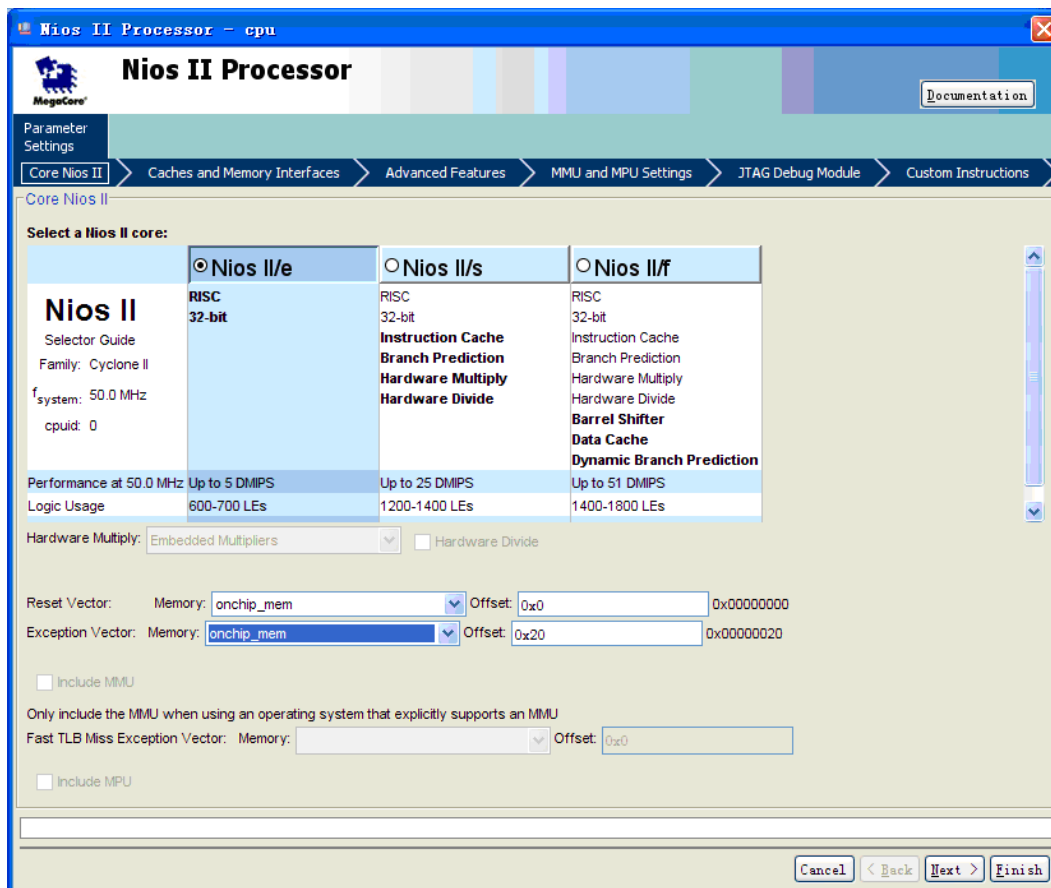 Nios II Processor - cpu
MegaCore®
Nios II Processor
Documentation
Parameter
Settings
Core Nios II
Caches and Memory Interfaces
Advanced Features
MMU and MPU Settings
JTAG Debug Module
Custom Instructions
Core Nios II
Select a Nios II core:
Nios II/e Nios II/s Nios II/f
Nios II
Selector Guide
Family: Cyclone II
fsystem: 50.0 MHz
cpuid: 0
RISC
32-bit
RISC
32-bit
Instruction Cache
Branch Prediction
Hardware Multiply
Hardware Divide
RISC
32-bit
Instruction Cache
Branch Prediction
Hardware Multiply
Hardware Divide
Barrel Shifter
Data Cache
Dynamic Branch Prediction
Performance at 50.0 MHz Up to 5 DMIPS Up to 25 DMIPS Up to 51 DMIPS
Logic Usage 600-700 LEs 1200-1400 LEs 1400-1800 LEs
Hardware Multiply: Embedded Multipliers Hardware Divide
Reset Vector: Memory: onchip_mem Offset: 0x0 0x00000000
Exception Vector: Memory: onchip_mem Offset: 0x20 0x00000020
Include MMU
Only include the MMU when using an operating system that explicitly supports an MMU
Fast TLB Miss Exception Vector: Memory: Offset: 0x0
Include MPU
Cancel < Back Next > Finish